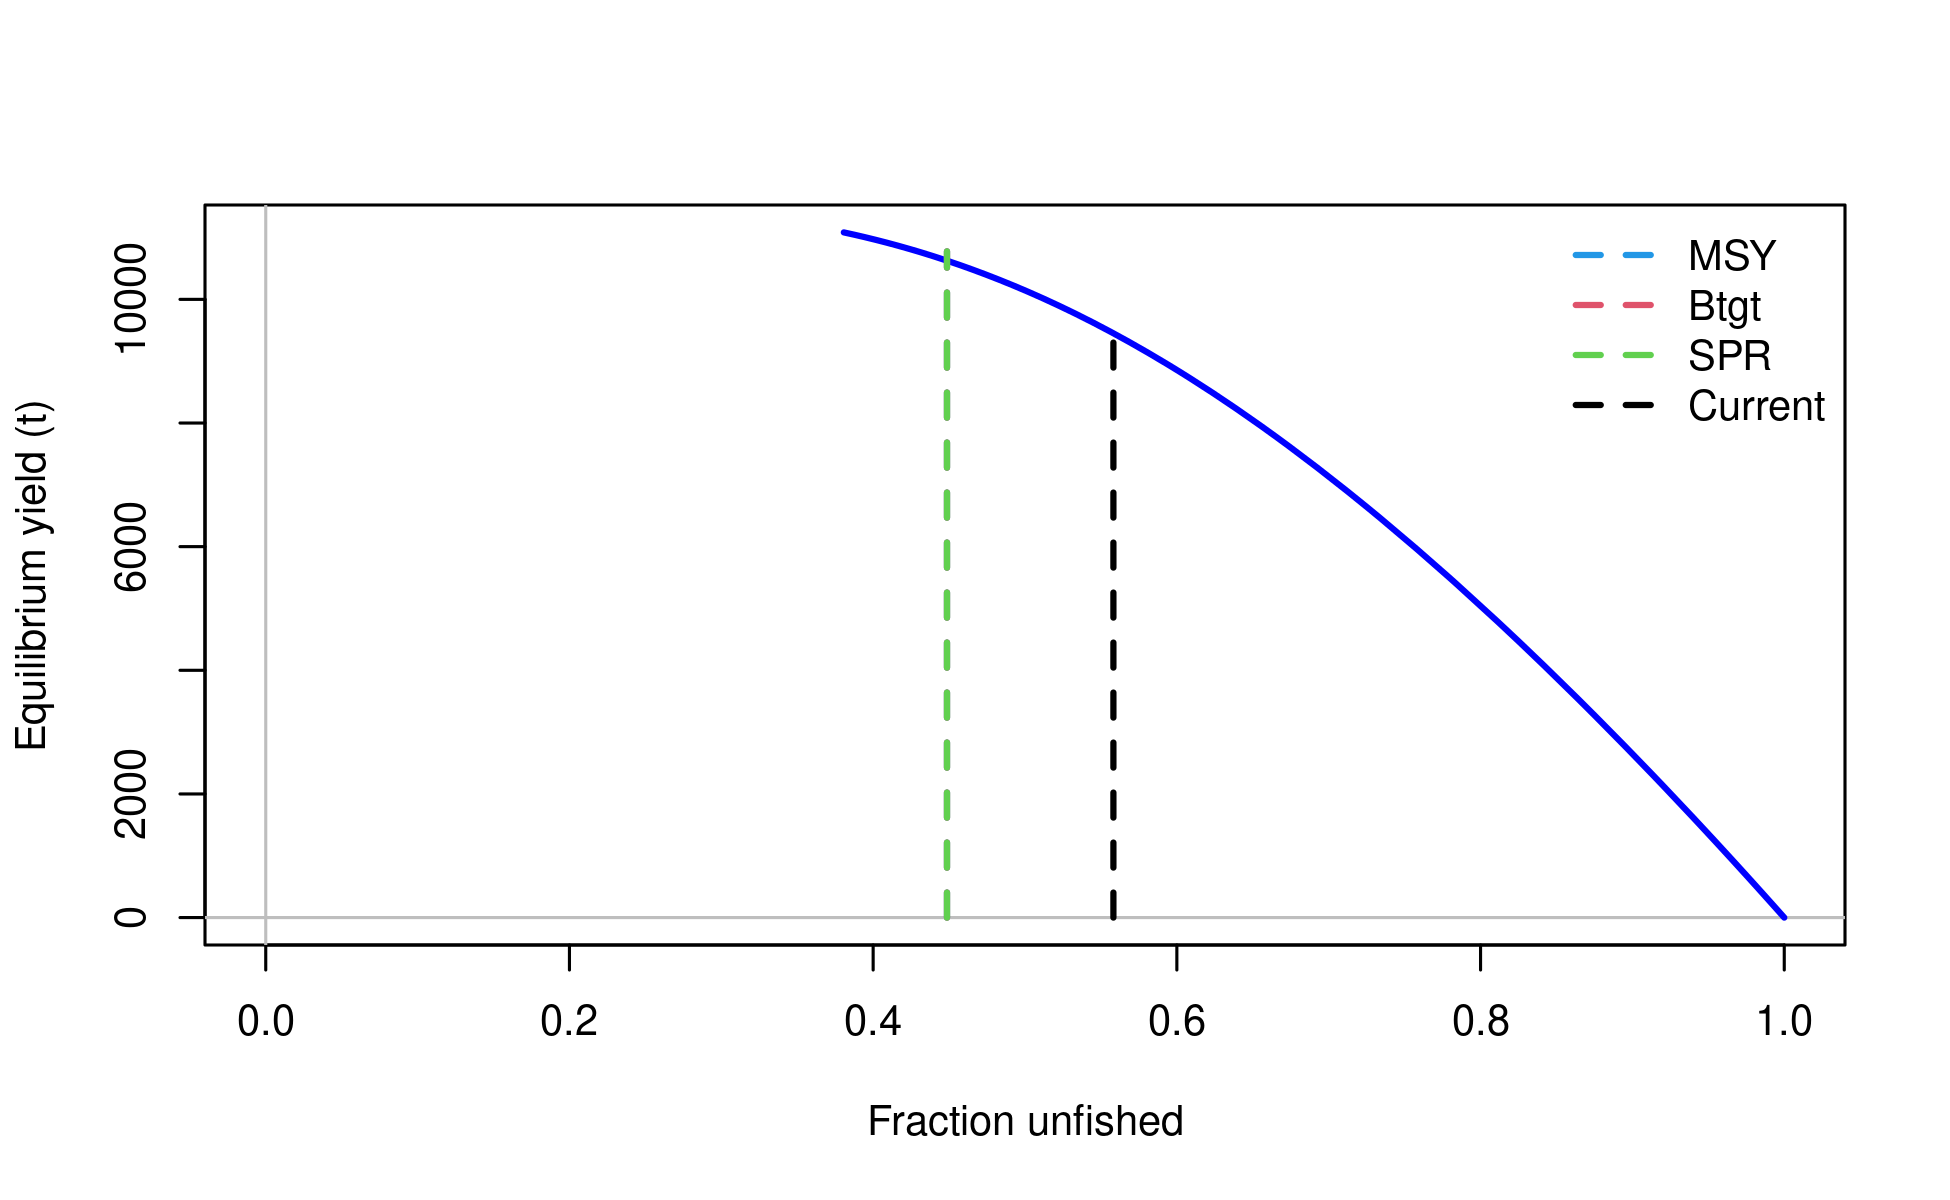 Equilibrium yield (t)
10000
6000
2000
0
MSY
Btgt
SPR
Current
0.0 0.2 0.4 0.6 0.8 1.0
Fraction unfished